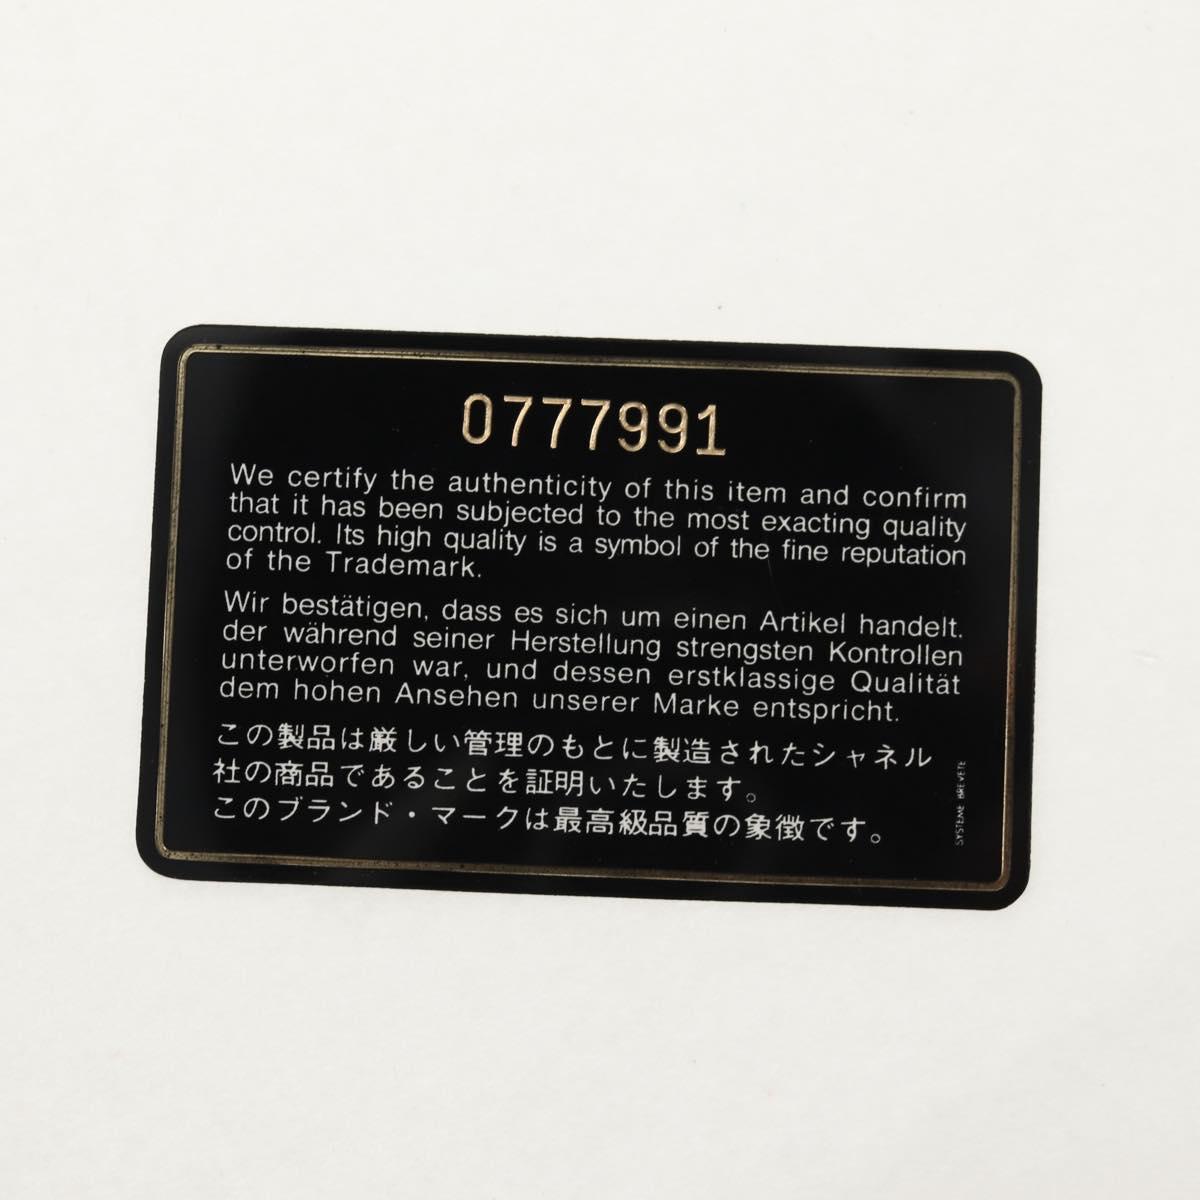 0777991
We certify the authenticity of this item and confirm
that it has been subjected to the most exacting quality
control. Its high quality is a symbol of the fine reputation
of the Trademark.
Wir bestätigen, dass es sich um einen Artikel handelt.
der während seiner Herstellung strengsten Kontrollen
unterworfen war, und dessen erstklassige Qualität
dem hohen Ansehen unserer Marke entspricht.
この製品は厳しい管理のもとに製造されたシャネル
社の商品であることを証明いたします。
このブランド・マークは最高級品質の象徴です。
SYSTEME BREVETE